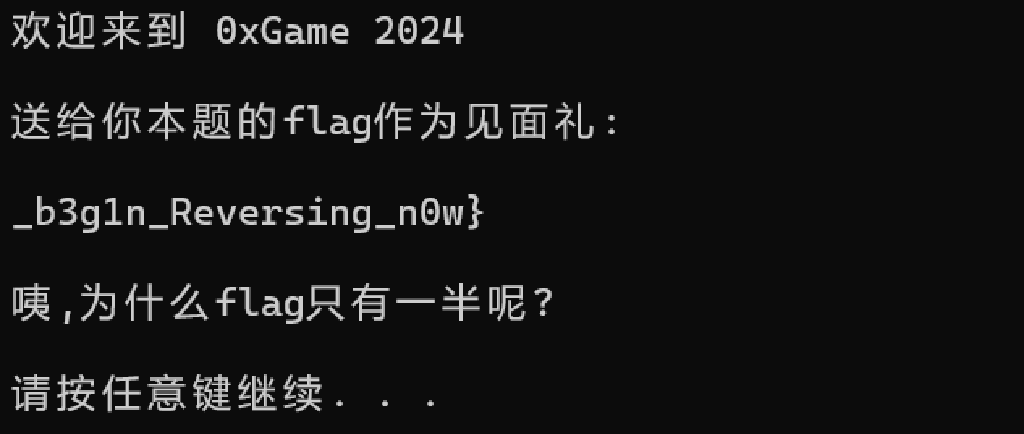 欢迎来到 0xGame 2024
送给你本题的flag作为见面礼:
_b3g1n_Reversing_n0w}
咦,为什么flag只有一半呢?
请按任意键继续. . .